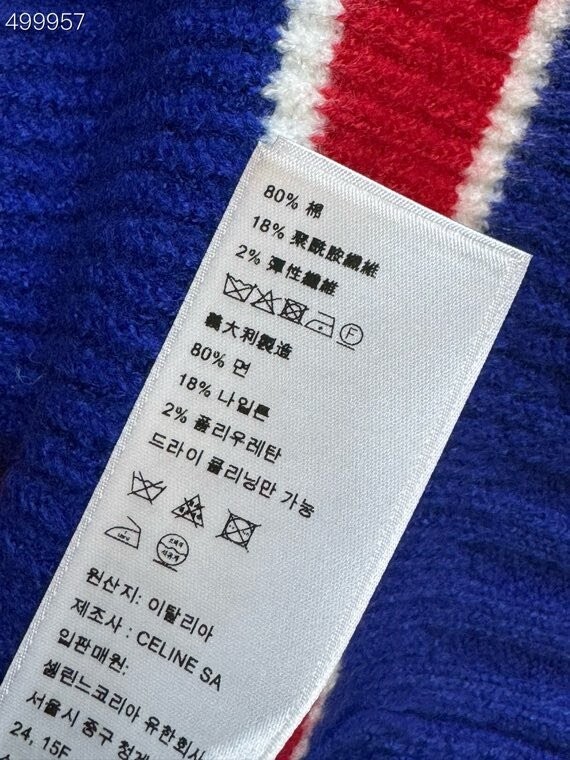 499957
80% 棉
18% 聚酰胺纖維
2% 彈性纖維
F
義大利製造
80% 면
18% 나일론
2% 폴리우레탄
드라이 클리닝만 가능
원산지: 이탈리아
제조사 : CELINE SA
입판매원:
셀린느코리아 유한회사
서울시 중구 청계
24, 15F